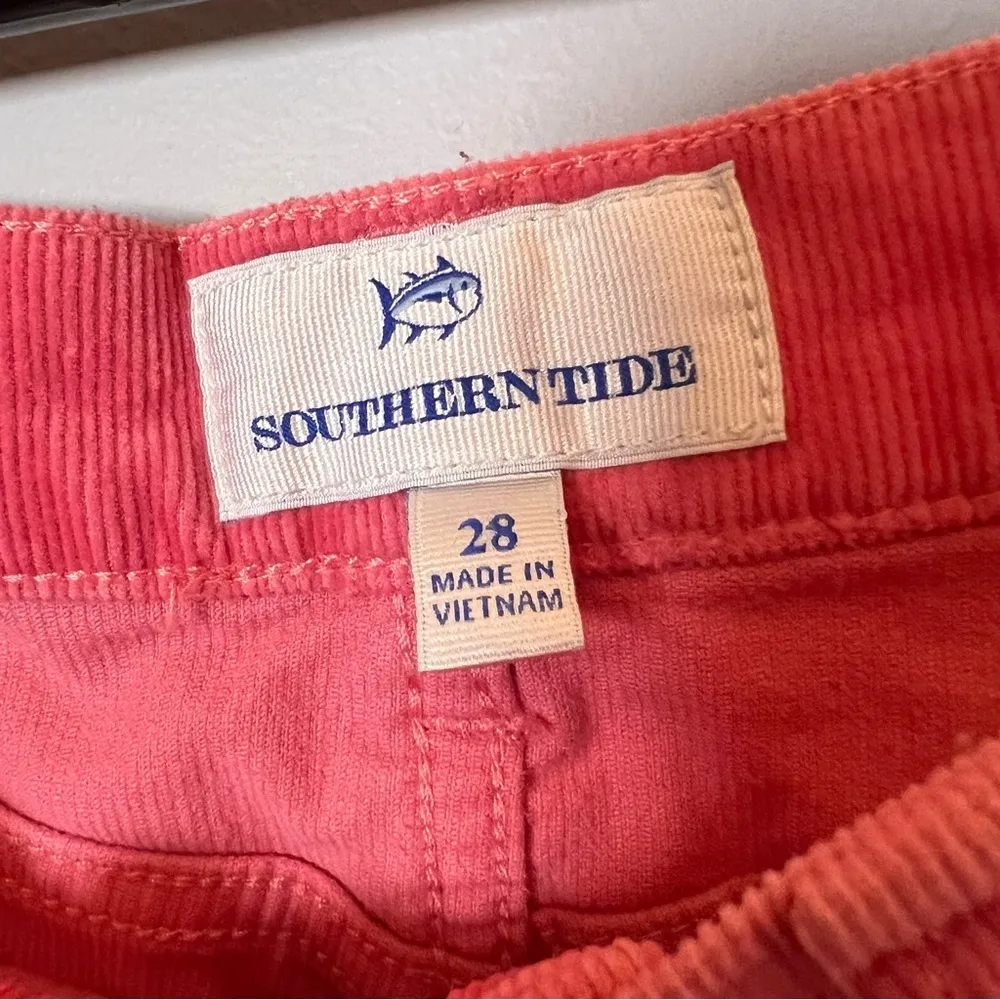 SOUTHERN TIDE
28
MADE IN
VIETNAM